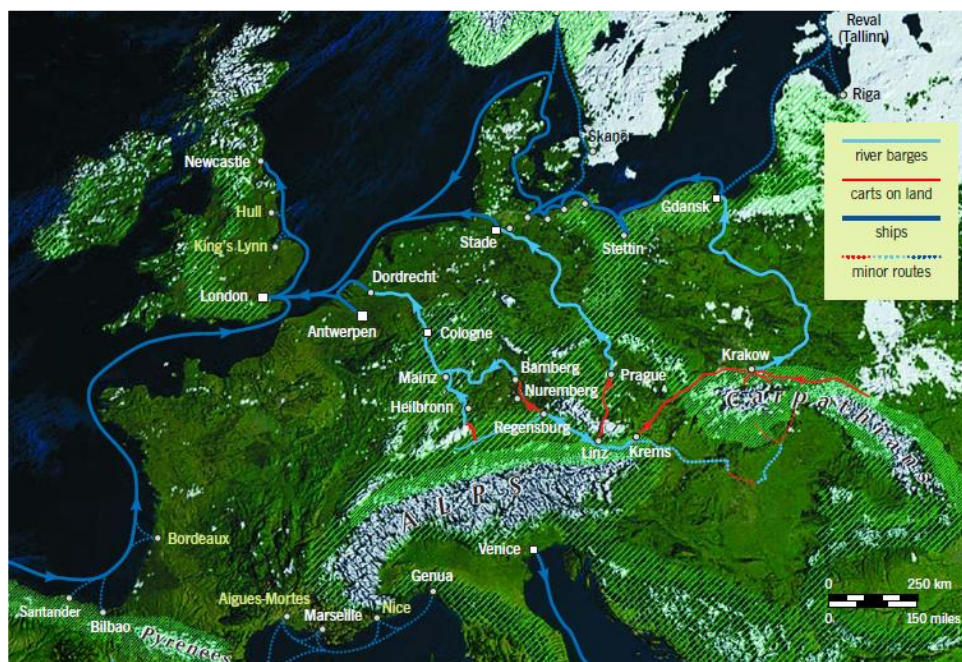 Reval
(Tallinn)
Riga
Skanör
Newcastle
Hull
King's Lynn
London
Gdansk
Stade
Stettin
Dordrecht
Antwerpen
Cologne
Mainz
Bamberg
Nuremberg
Prague
Heilbronn
Regensburg
Linz
Krems
Krakow
Carpathians
ALPS
Venice
Bordeaux
Genua
Aigues-Mortes
Marseille
Nice
Santander
Bilbao
Pyrenees
river barges
carts on land
ships
minor routes
0 250 km
0 150 miles